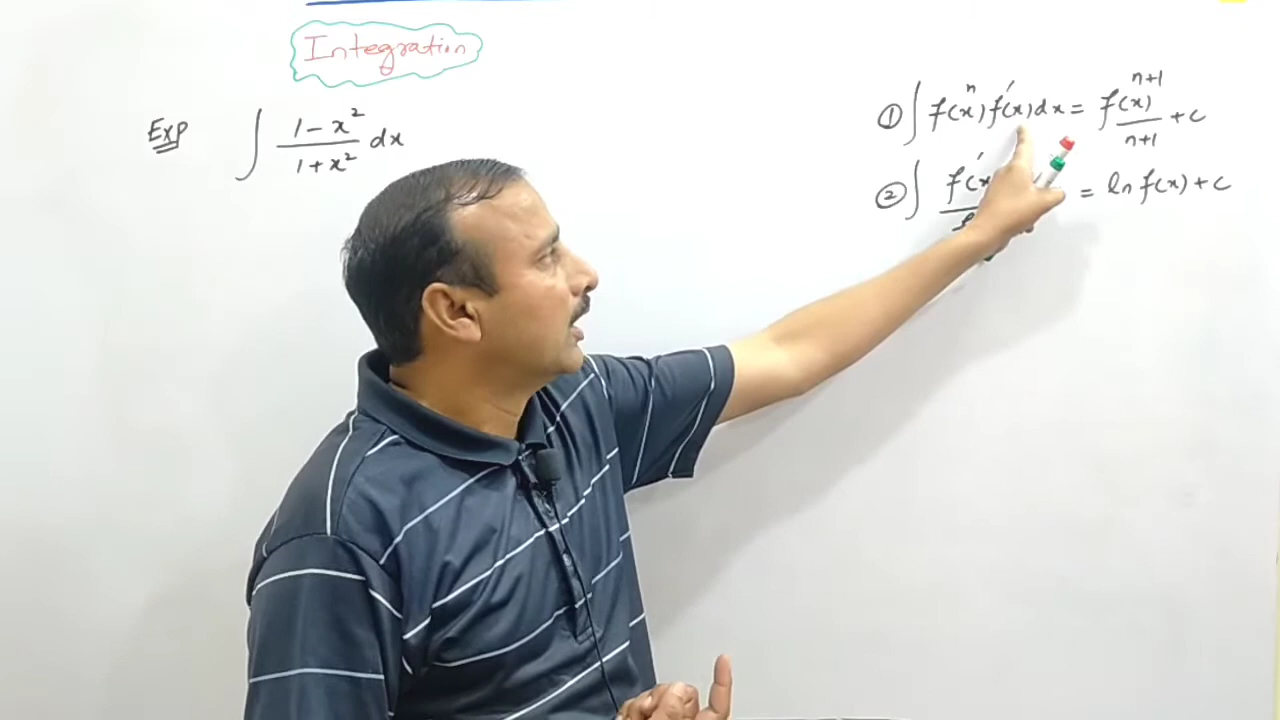 Integration
Exp ∫ (1 - x²)/(1 + x²) dx
① ∫ f(x)ⁿ f′(x) dx = f(x)ⁿ⁺¹/(n+1) + c
② ∫ f′(x = ln f(x) + c